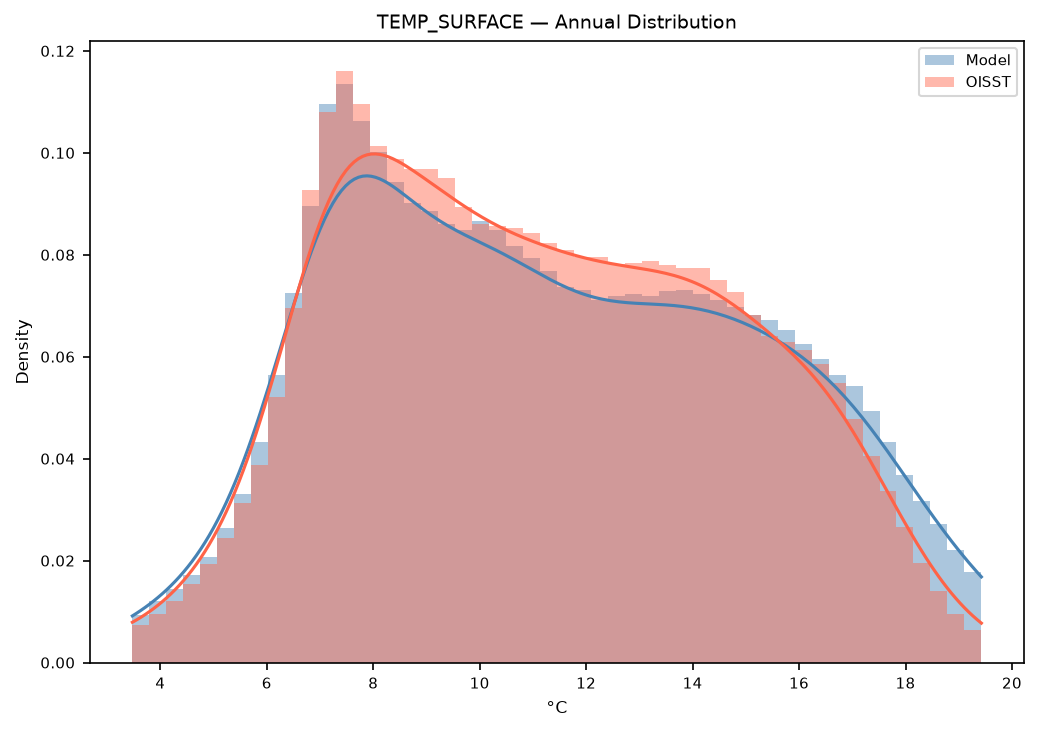 TEMP_SURFACE — Annual Distribution
Model
OISST
Density
0.12
0.10
0.08
0.06
0.04
0.02
0.00
4 6 8 10 12 14 16 18 20
°C